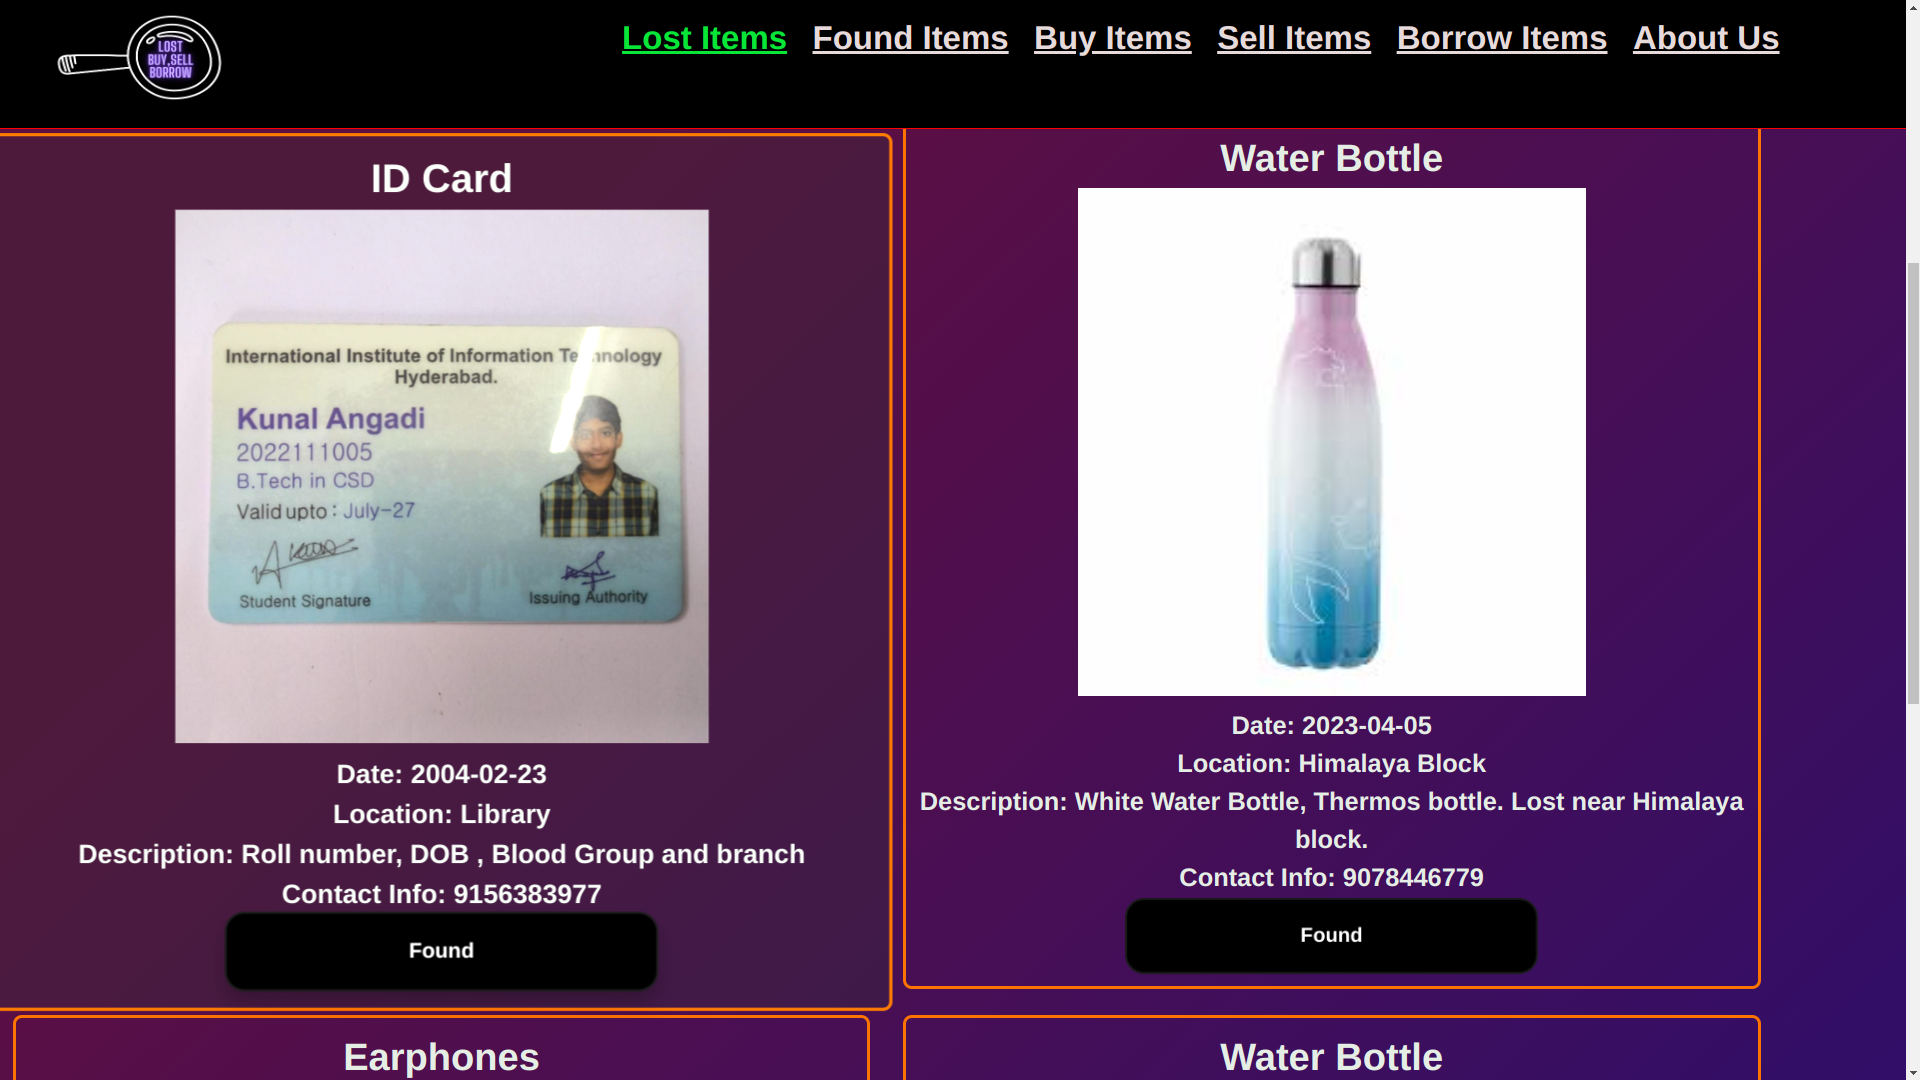 LOST
BUY,SELL
BORROW
Lost Items
Found Items
Buy Items
Sell Items
Borrow Items
About Us
ID Card
International Institute of Information Te nology
Hyderabad.
Kunal Angadi
2022111005
B.Tech in CSD
Valid upto : July-27
Student Signature
Issuing Authority
Date: 2004-02-23
Location: Library
Description: Roll number, DOB , Blood Group and branch
Contact Info: 9156383977
Found
Water Bottle
Date: 2023-04-05
Location: Himalaya Block
Description: White Water Bottle, Thermos bottle. Lost near Himalaya
block.
Contact Info: 9078446779
Found
Earphones
Water Bottle